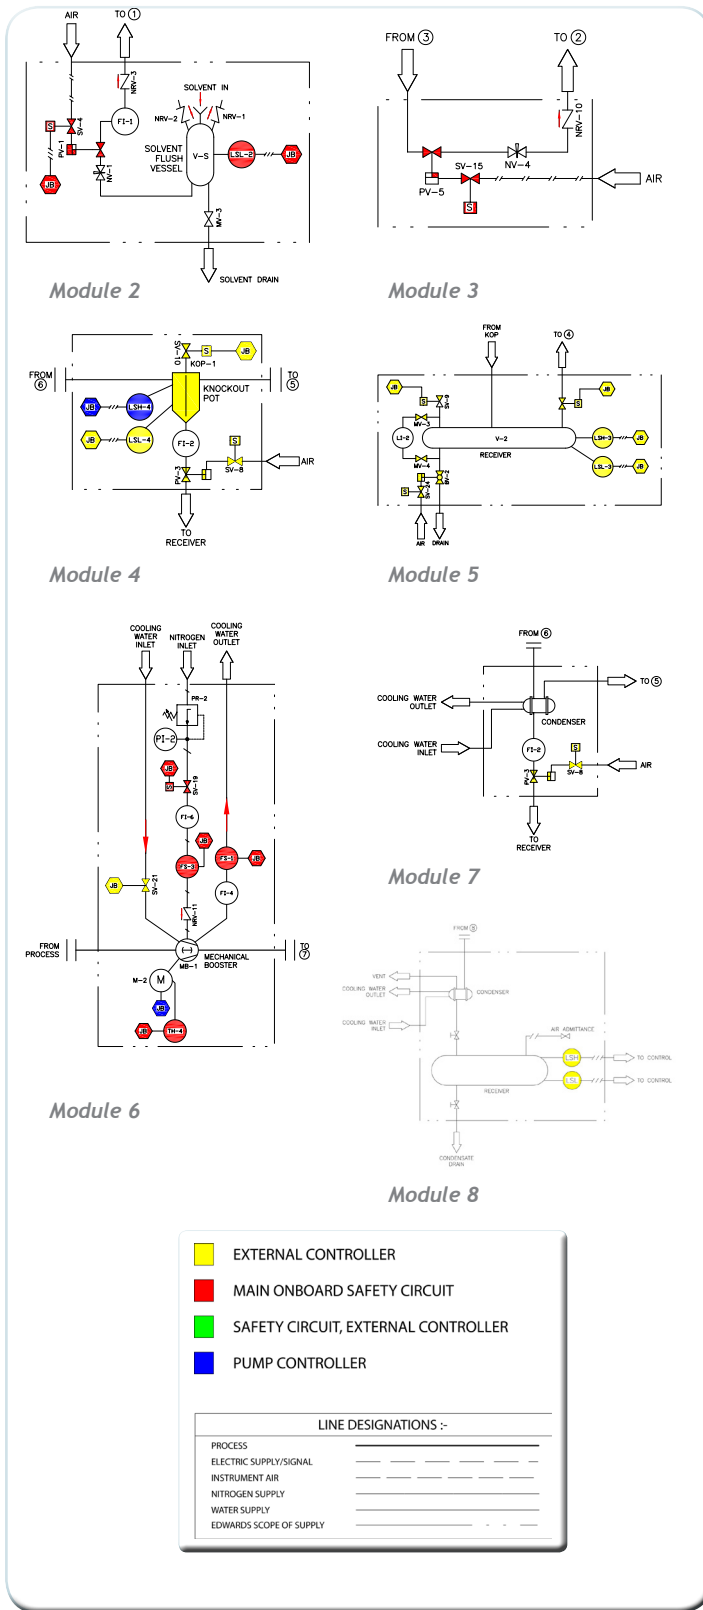 AIR
TO 1
NRV-3
SOLVENT IN
NRV-2
NRV-1
FI-1
S
SV-4
PV-1
SOLVENT
FLUSH
VESSEL
V-S
LSL-2
JB
JB
NV-1
MV-3
SOLVENT DRAIN
Module 2
FROM 3
TO 2
NRV-10
SV-15
NV-4
PV-5
AIR
S
Module 3
SV-10
S
JB
KOP-1
FROM
6
TO
5
KNOCKOUT
POT
JB
LSH-4
JB
LSL-4
FI-2
S
AIR
SV-8
PV-3
TO
RECEIVER
Module 4
FROM
KOP
TO 4
JB
S
SV-9
S
JB
MV-3
LI-2
V-2
LSH-3
JB
RECEIVER
MV-4
LSL-3
JB
BV-2
S
SV-24
AIR
DRAIN
Module 5
COOLING
WATER
INLET
NITROGEN
INLET
COOLING
WATER
OUTLET
PR-2
PI-2
JB
S
SV-19
FI-6
JB
FS-3
FS-1
JB
JB
SV-21
FI-4
NRV-11
FROM
PROCESS
TO
7
MECHANICAL
BOOSTER
MB-1
M-2
M
JB
JB
TH-4
Module 6
FROM 6
TO 5
COOLING WATER
OUTLET
CONDENSER
COOLING WATER
INLET
FI-2
S
AIR
SV-8
PV-3
TO
RECEIVER
Module 7
VENT
COOLING WATER
OUTLET
CONDENSER
COOLING WATER
INLET
AIR ADMITTANCE
LSH
TO CONTROL
LSL
TO CONTROL
RECEIVER
CONDENSATE
DRAIN
Module 8
EXTERNAL CONTROLLER
MAIN ONBOARD SAFETY CIRCUIT
SAFETY CIRCUIT, EXTERNAL CONTROLLER
PUMP CONTROLLER
LINE DESIGNATIONS :-
PROCESS
ELECTRIC SUPPLY/SIGNAL
INSTRUMENT AIR
NITROGEN SUPPLY
WATER SUPPLY
EDWARDS SCOPE OF SUPPLY